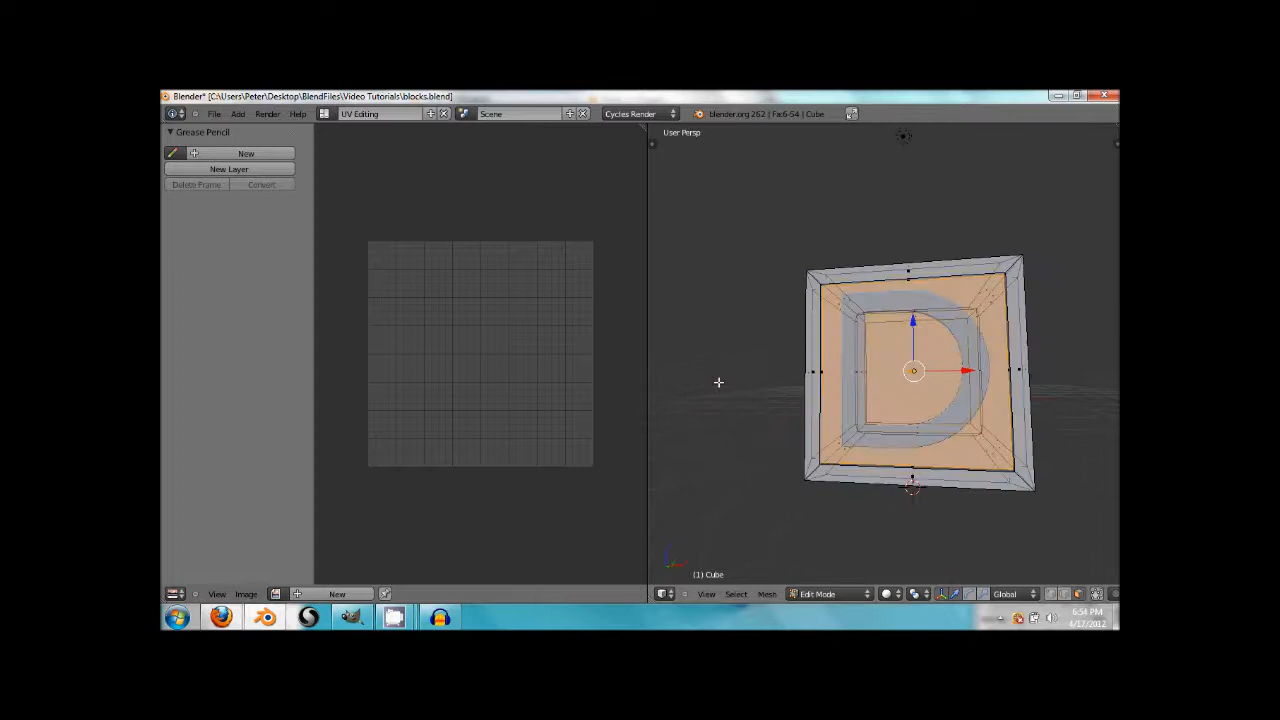 Blender* [C:\Users\Peter\Desktop\BlendFiles\Video Tutorials\blocks.blend]
File Add Render Help UV Editing Scene Cycles Render blender.org 262 | Fa:6-54 | Cube
Grease Pencil
New
New Layer
Delete Frame Convert
User Persp
(1) Cube
View Image New
View Select Mesh Edit Mode Global
6:54 PM
4/17/2012
D